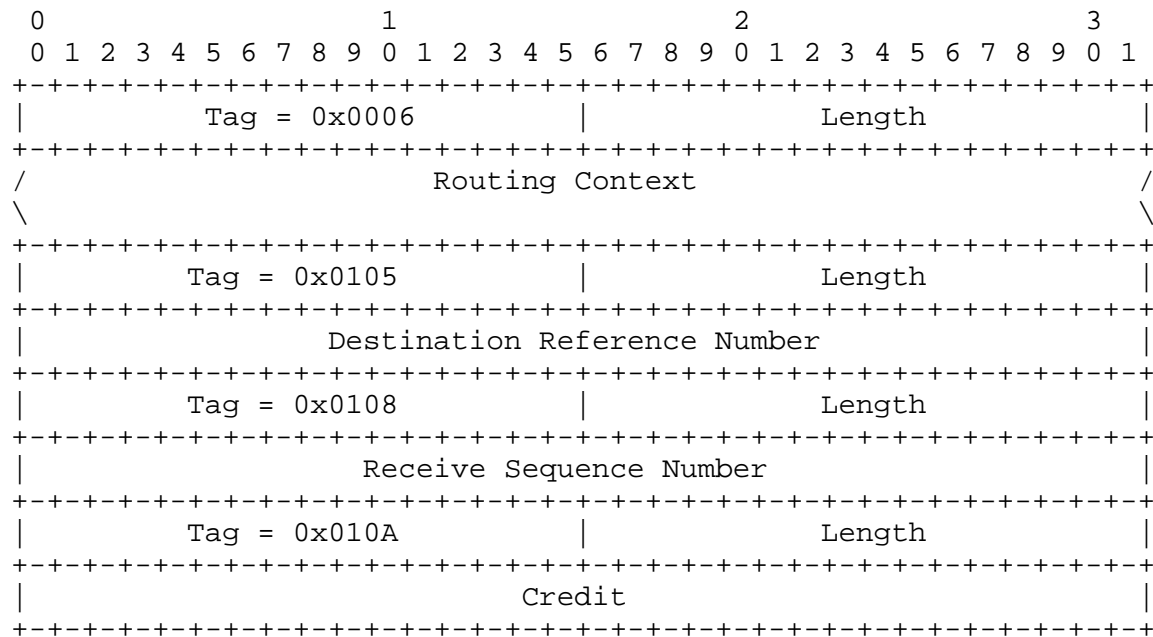 0                   1                   2                   3
 0 1 2 3 4 5 6 7 8 9 0 1 2 3 4 5 6 7 8 9 0 1 2 3 4 5 6 7 8 9 0 1
+-+-+-+-+-+-+-+-+-+-+-+-+-+-+-+-+-+-+-+-+-+-+-+-+-+-+-+-+-+-+-+-+
|          Tag = 0x0006         |             Length            |
+-+-+-+-+-+-+-+-+-+-+-+-+-+-+-+-+-+-+-+-+-+-+-+-+-+-+-+-+-+-+-+-+
/                       Routing Context                         /
\                                                               \
+-+-+-+-+-+-+-+-+-+-+-+-+-+-+-+-+-+-+-+-+-+-+-+-+-+-+-+-+-+-+-+-+
|         Tag = 0x0105          |             Length            |
+-+-+-+-+-+-+-+-+-+-+-+-+-+-+-+-+-+-+-+-+-+-+-+-+-+-+-+-+-+-+-+-+
|                 Destination Reference Number                  |
+-+-+-+-+-+-+-+-+-+-+-+-+-+-+-+-+-+-+-+-+-+-+-+-+-+-+-+-+-+-+-+-+
|         Tag = 0x0108          |             Length            |
+-+-+-+-+-+-+-+-+-+-+-+-+-+-+-+-+-+-+-+-+-+-+-+-+-+-+-+-+-+-+-+-+
|                   Receive Sequence Number                     |
+-+-+-+-+-+-+-+-+-+-+-+-+-+-+-+-+-+-+-+-+-+-+-+-+-+-+-+-+-+-+-+-+
|         Tag = 0x010A          |             Length            |
+-+-+-+-+-+-+-+-+-+-+-+-+-+-+-+-+-+-+-+-+-+-+-+-+-+-+-+-+-+-+-+-+
|                            Credit                             |
+-+-+-+-+-+-+-+-+-+-+-+-+-+-+-+-+-+-+-+-+-+-+-+-+-+-+-+-+-+-+-+-+